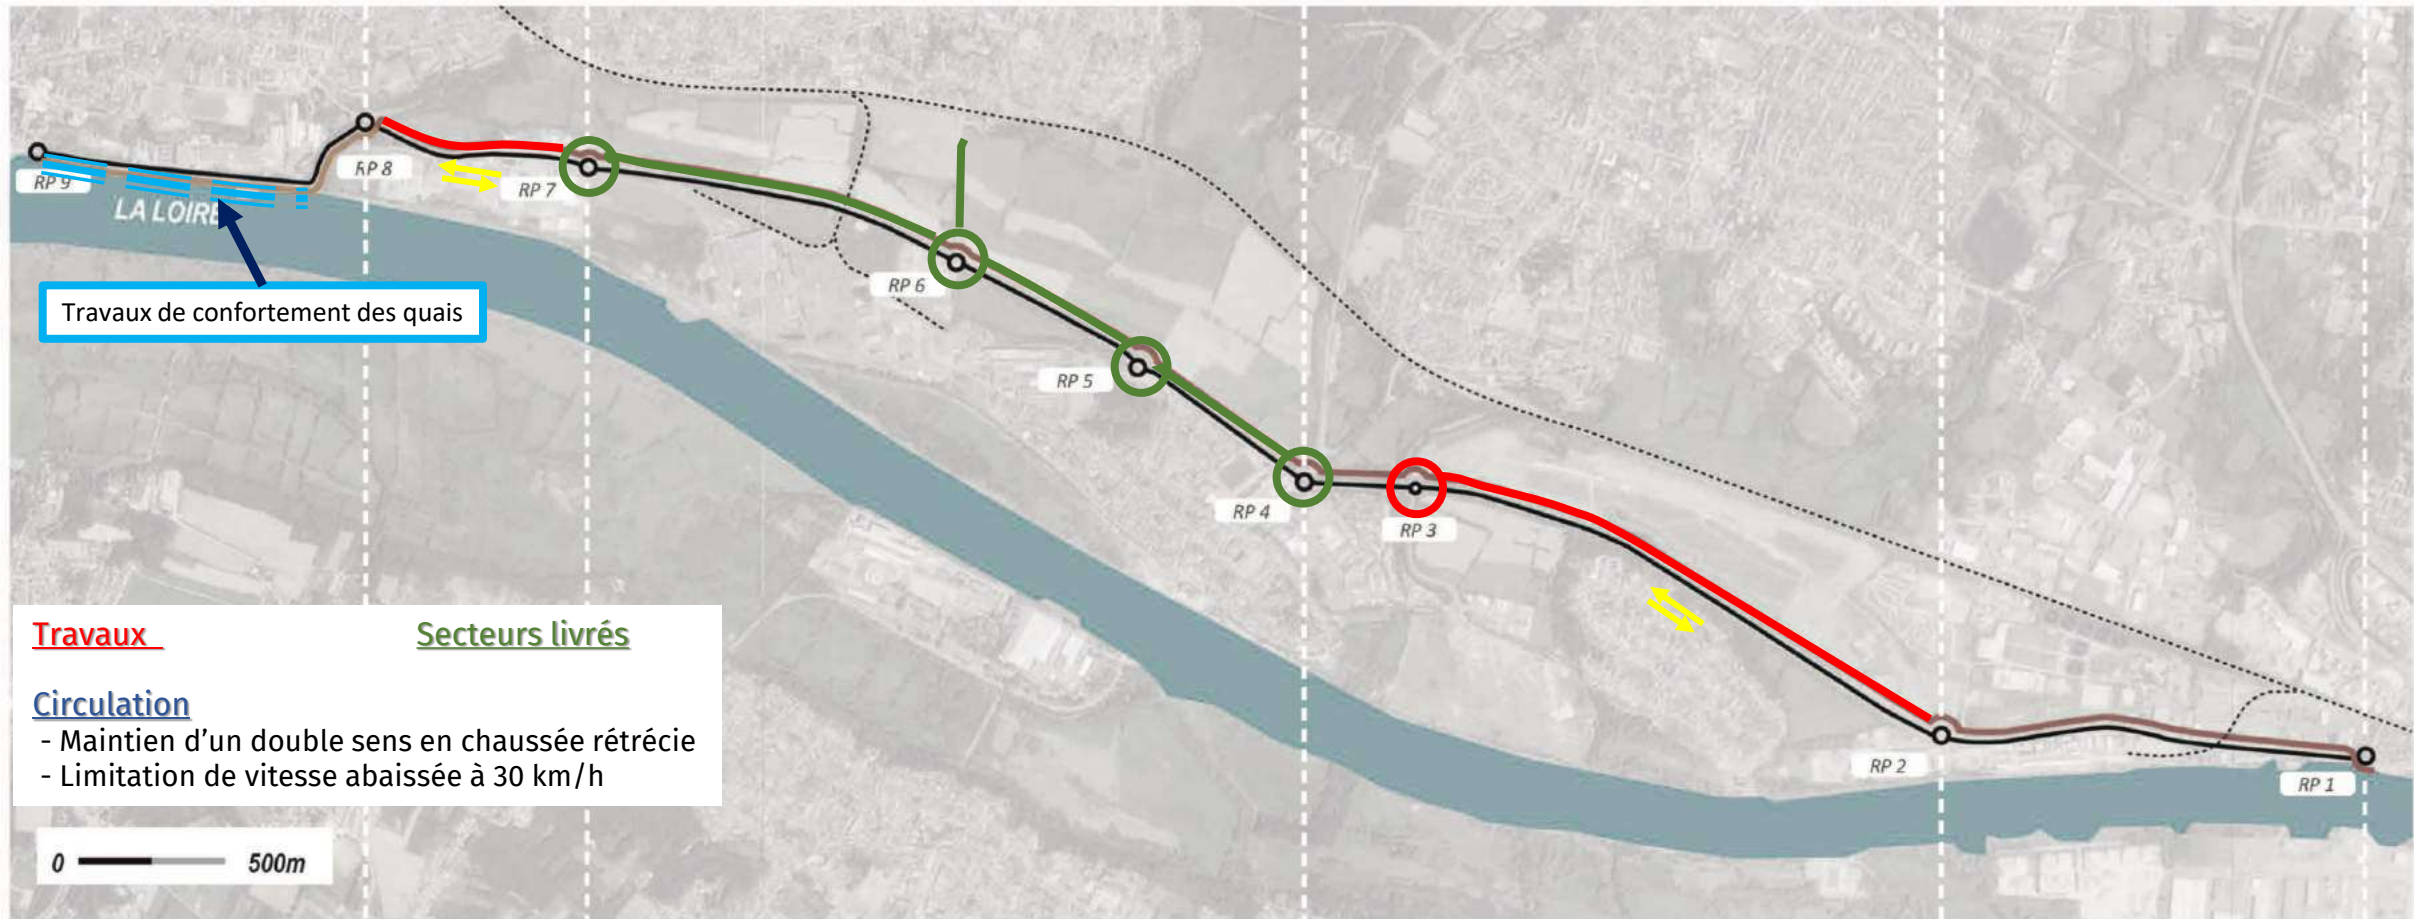 RP 8
RP 9
RP 7
LA LOIRE
RP 6
Travaux de confortement des quais
RP 5
RP 4
RP 3
Travaux
Secteurs livrés
Circulation
- Maintien d’un double sens en chaussée rétrécie
- Limitation de vitesse abaissée à 30 km/h
RP 2
RP 1
0 500m